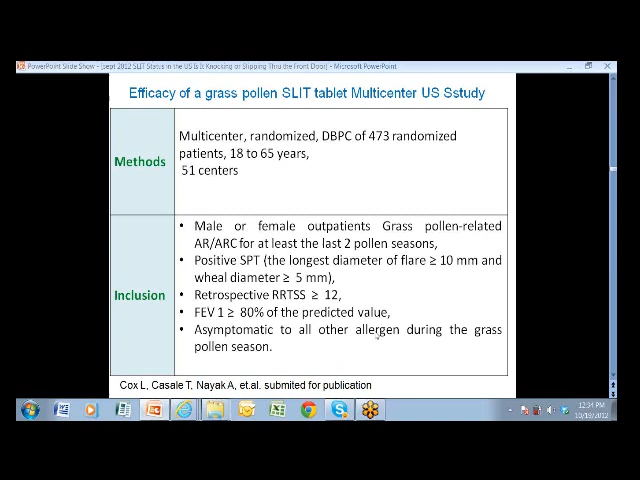 PowerPoint Slide Show - [sept 2012 SLIT Status in the US Is It Knocking or Slipping Thru the Front Door] - Microsoft PowerPoint
Efficacy of a grass pollen SLIT tablet Multicenter US Sstudy
Methods
Multicenter, randomized, DBPC of 473 randomized
patients, 18 to 65 years,
51 centers
Inclusion
• Male or female outpatients Grass pollen-related
AR/ARC for at least the last 2 pollen seasons,
• Positive SPT (the longest diameter of flare ≥ 10 mm and
wheal diameter ≥ 5 mm),
• Retrospective RRTSS ≥ 12,
• FEV 1 ≥ 80% of the predicted value,
• Asymptomatic to all other allergen during the grass
pollen season.
Cox L, Casale T, Nayak A, et.al. submited for publication
12:34 PM
10/19/2012